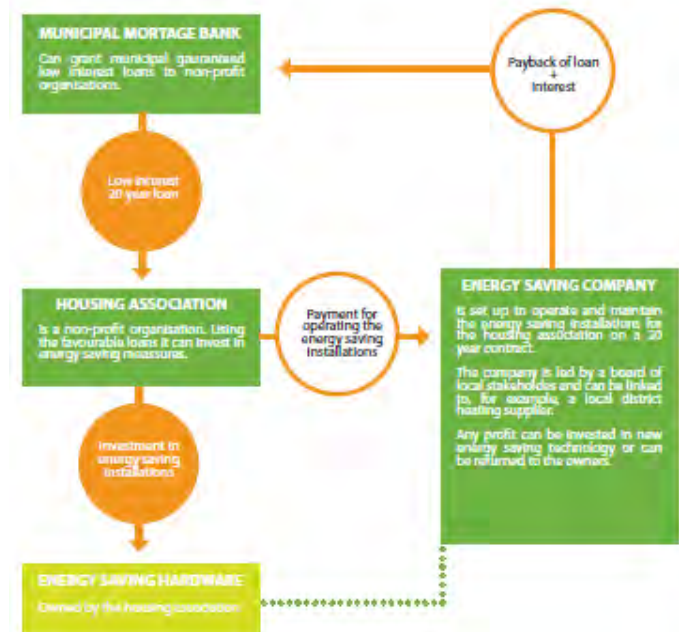 MUNICIPAL MORTAGE BANK
Can grant municipal gauranteed
low interest loans to non-profit
organisations.
Payback of loan
+
Interest
Low interest
20 year loan
HOUSING ASSOCIATION
Is a non-profit organisation. Using
the favourable loans it can invest in
energy saving meassures.
Payment for
operating the
energy saving
installations
ENERGY SAVING COMPANY
Is set up to operate and maintain
the energy saving installations for
the housing association on a 20
year contract.
The company is led by a board of
local stakeholdes and can be linked
to, for example, a local district
heating supplier.
Any profit can be invested in new
energy saving technology or can
be returned to the owners.
Investment in
energy saving
installations
ENERGY SAVING HARDWARE
Owned by the housing association